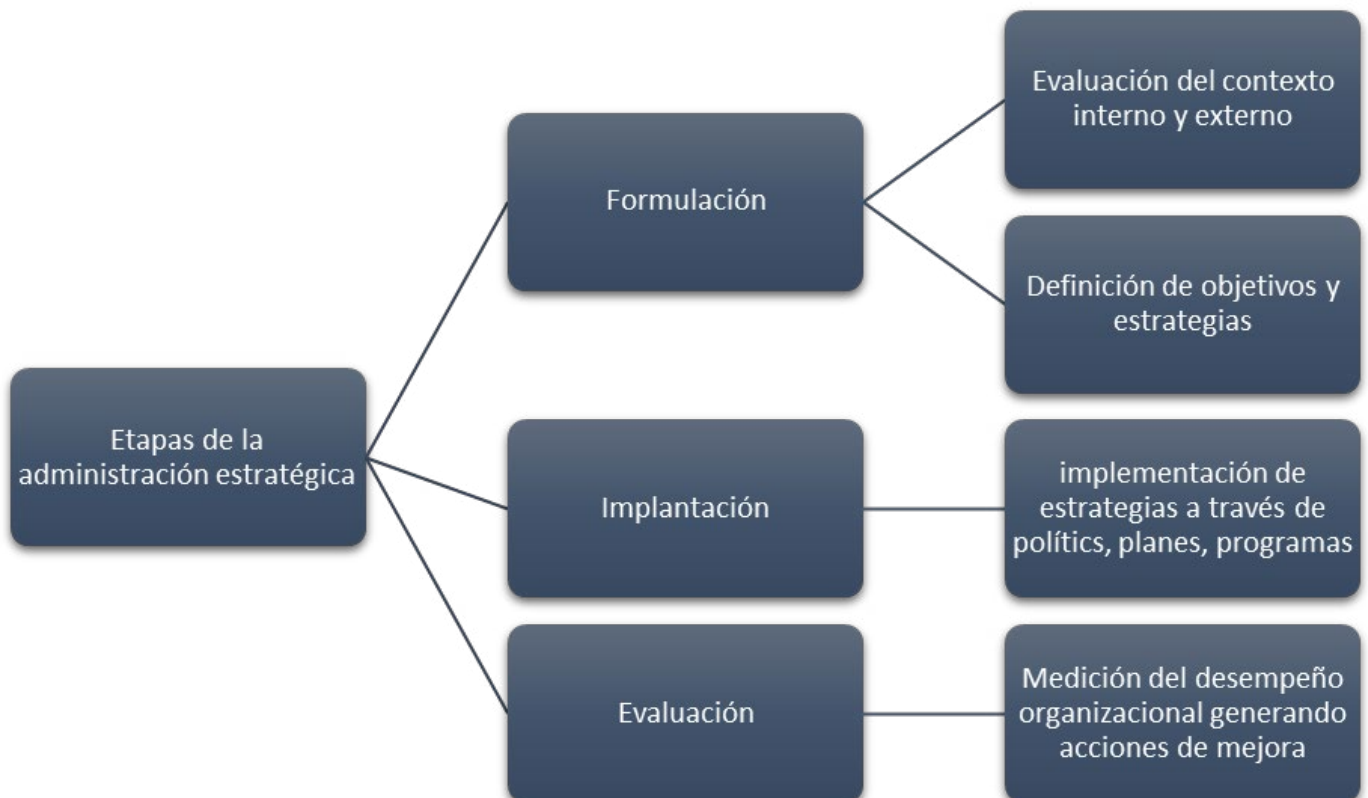 Etapas de la
administración estratégica
Formulación
Evaluación del contexto
interno y externo
Definición de objetivos y
estrategias
Implantación
implementación de
estrategias a través de
polítics, planes, programas
Evaluación
Medición del desempeño
organizacional generando
acciones de mejora